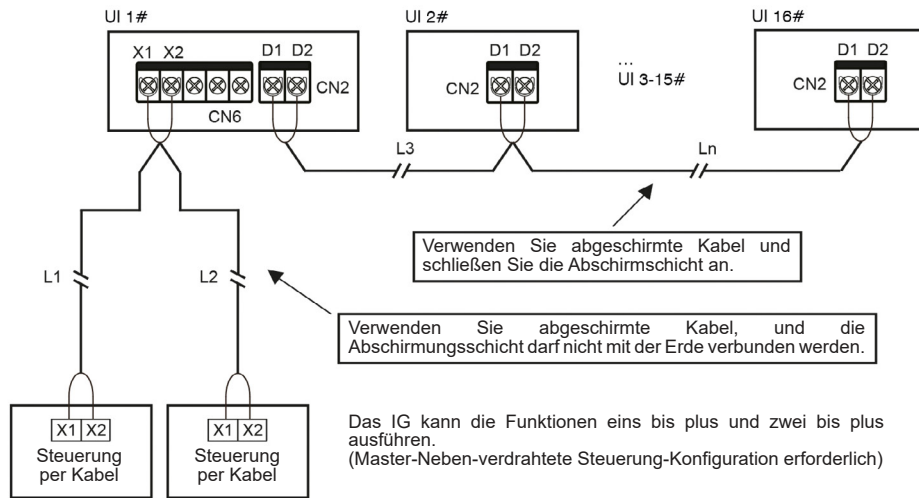 UI 1#
UI 2#
UI 16#
X1 X2
D1 D2
CN2
CN6
D1 D2
CN2
...
UI 3-15#
D1 D2
CN2
L3
Ln
Verwenden Sie abgeschirmte Kabel und
schließen Sie die Abschirmschicht an.
L1
L2
Verwenden Sie abgeschirmte Kabel, und die
Abschirmungsschicht darf nicht mit der Erde verbunden werden.
X1 X2
Steuerung
per Kabel
X1 X2
Steuerung
per Kabel
Das IG kann die Funktionen eins bis plus und zwei bis plus
ausführen.
(Master-Neben-verdrahtete Steuerung-Konfiguration erforderlich)